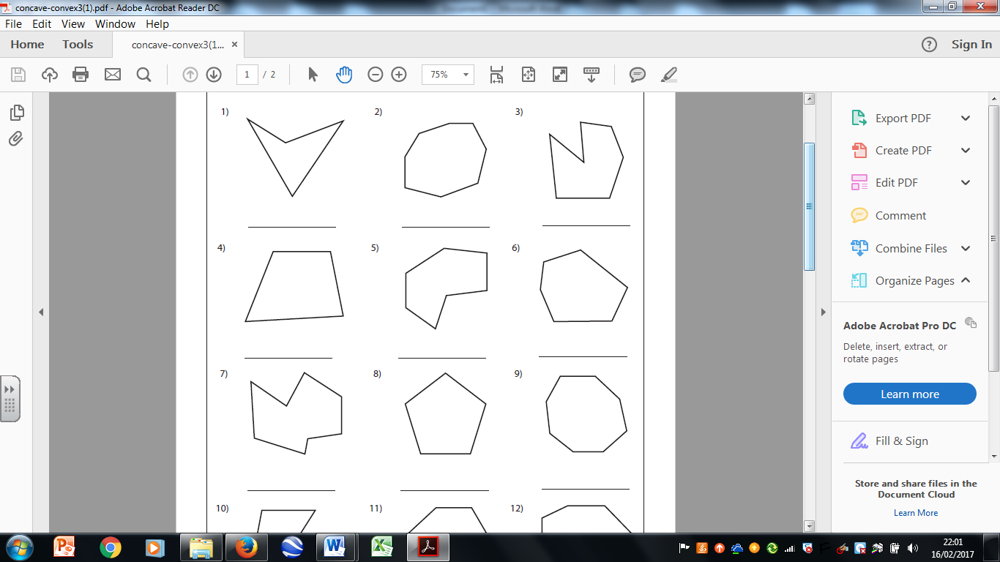 concave-convex3(1).pdf - Adobe Acrobat Reader DC
File Edit View Window Help
Home Tools concave-convex3(1... × ? Sign In
1 / 2 75%
1) 2) 3)
4) 5) 6)
7) 8) 9)
10) 11) 12)
Export PDF
Create PDF
Edit PDF
Comment
Combine Files
Organize Pages
Adobe Acrobat Pro DC
Delete, insert, extract, or
rotate pages
Learn more
Fill & Sign
Store and share files in the
Document Cloud
Learn More
22:01
16/02/2017